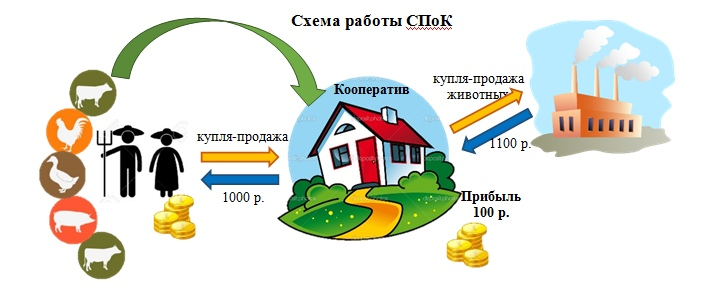 Схема работы СПоК
Кооператив
купля-продажа
животных
купля-продажа
1100 р.
1000 р.
Прибыль
100 р.